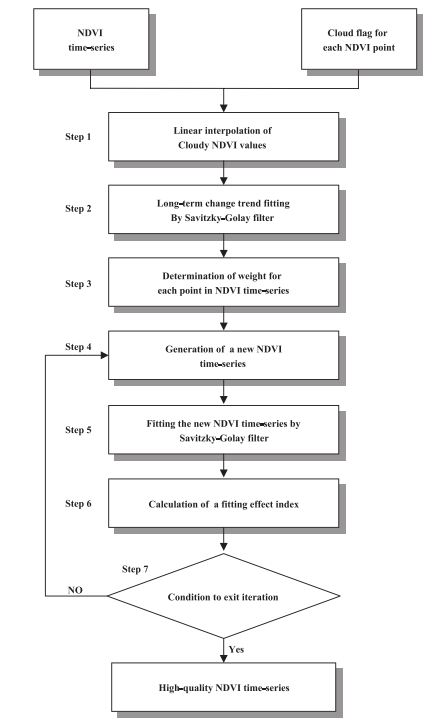 NDVI
time-series
Cloud flag for
each NDVI point
Step 1
Linear interpolation of
Cloudy NDVI values
Step 2
Long-term change trend fitting
By Savitzky-Golay filter
Step 3
Determination of weight for
each point in NDVI time-series
Step 4
Generation of a new NDVI
time-series
Step 5
Fitting the new NDVI time-series by
Savitzky-Golay filter
Step 6
Calculation of a fitting effect index
Step 7
NO
Condition to exit iteration
Yes
High-quality NDVI time-series